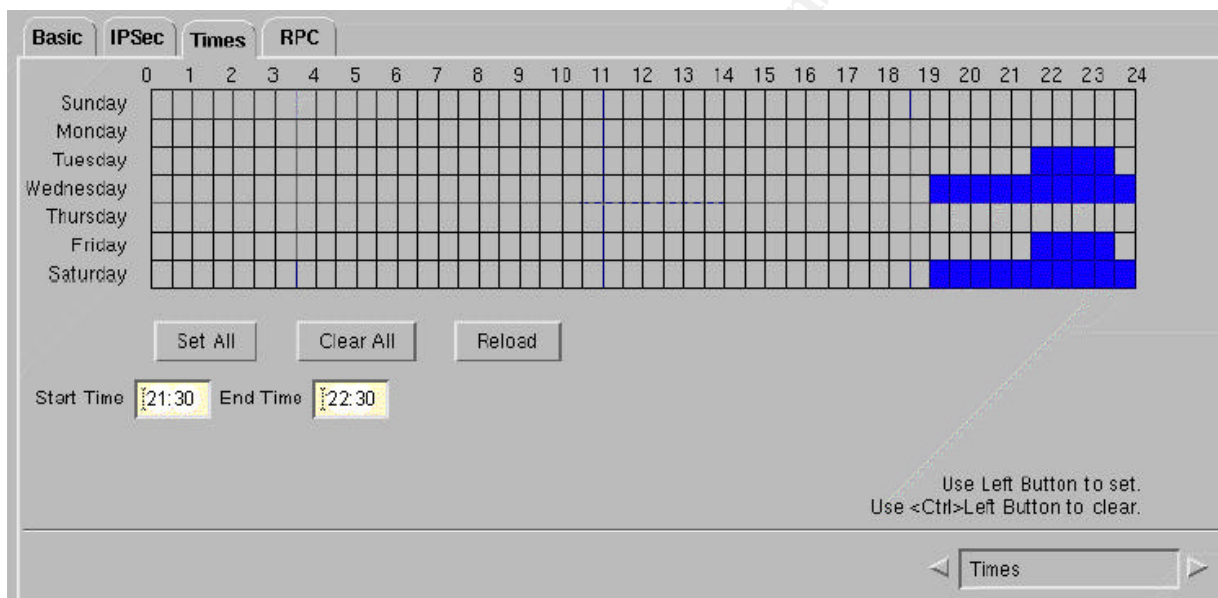 Basic IPSec Times RPC
0 1 2 3 4 5 6 7 8 9 10 11 12 13 14 15 16 17 18 19 20 21 22 23 24
Sunday
Monday
Tuesday
Wednesday
Thursday
Friday
Saturday
Set All Clear All Reload
Start Time 21:30 End Time 22:30
Use Left Button to set.
Use <Ctrl>Left Button to clear.
Times